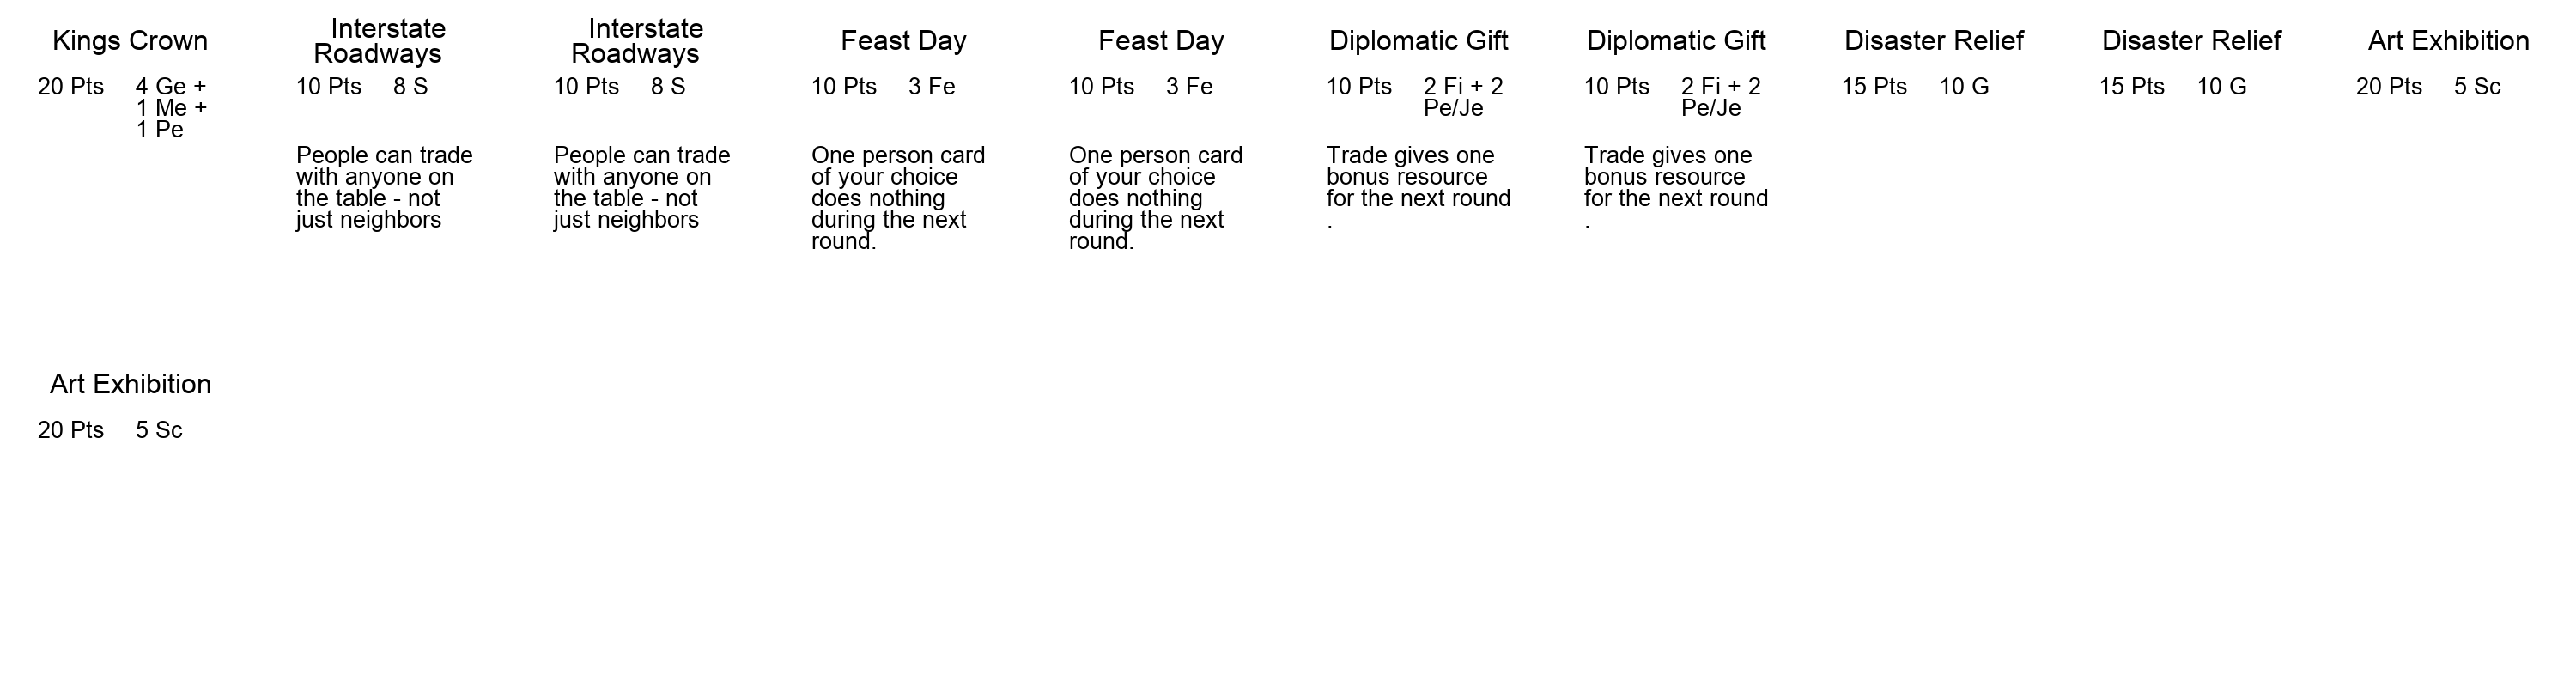 Kings Crown
20 Pts
4 Ge +
1 Me +
1 Pe
Interstate
Roadways
10 Pts
8 S
People can trade
with anyone on
the table - not
just neighbors
Interstate
Roadways
10 Pts
8 S
People can trade
with anyone on
the table - not
just neighbors
Feast Day
10 Pts
3 Fe
One person card
of your choice
does nothing
during the next
round.
Feast Day
10 Pts
3 Fe
One person card
of your choice
does nothing
during the next
round.
Diplomatic Gift
10 Pts
2 Fi + 2
Pe/Je
Trade gives one
bonus resource
for the next round
.
Diplomatic Gift
10 Pts
2 Fi + 2
Pe/Je
Trade gives one
bonus resource
for the next round
.
Disaster Relief
15 Pts
10 G
Disaster Relief
15 Pts
10 G
Art Exhibition
20 Pts
5 Sc
Art Exhibition
20 Pts
5 Sc